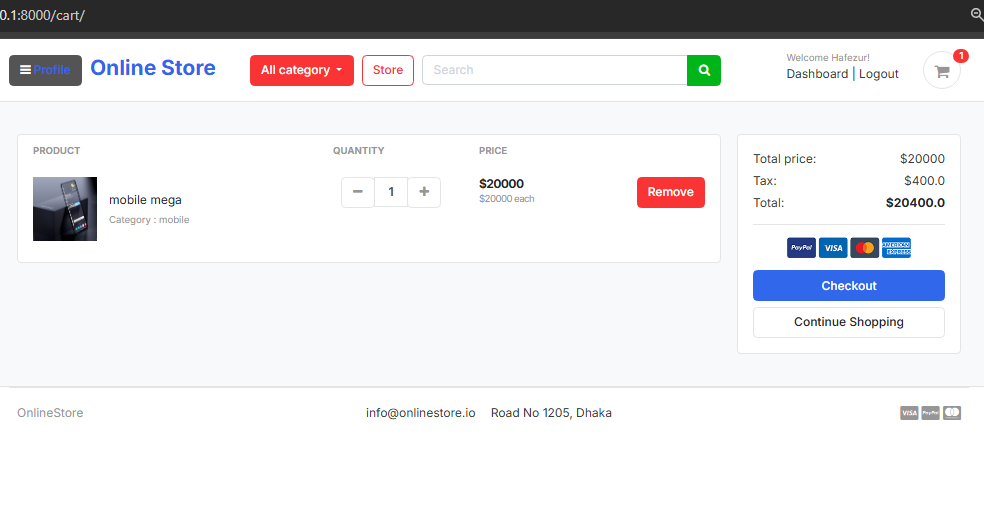 0.1:8000/cart/
Profile
Online Store
All category
Store
Search
Welcome Hafezur!
Dashboard | Logout
1
PRODUCT QUANTITY PRICE
mobile mega
Category : mobile
− 1 +
$20000
$20000 each
Remove
Total price: $20000
Tax: $400.0
Total: $20400.0
PayPal VISA AMERICAN EXPRESS
Checkout
Continue Shopping
OnlineStore
info@onlinestore.io Road No 1205, Dhaka
VISA PayPal